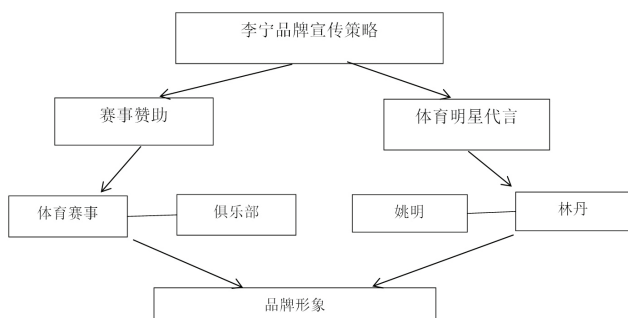 李宁品牌宣传策略
赛事赞助
体育明星代言
体育赛事
俱乐部
姚明
林丹
品牌形象